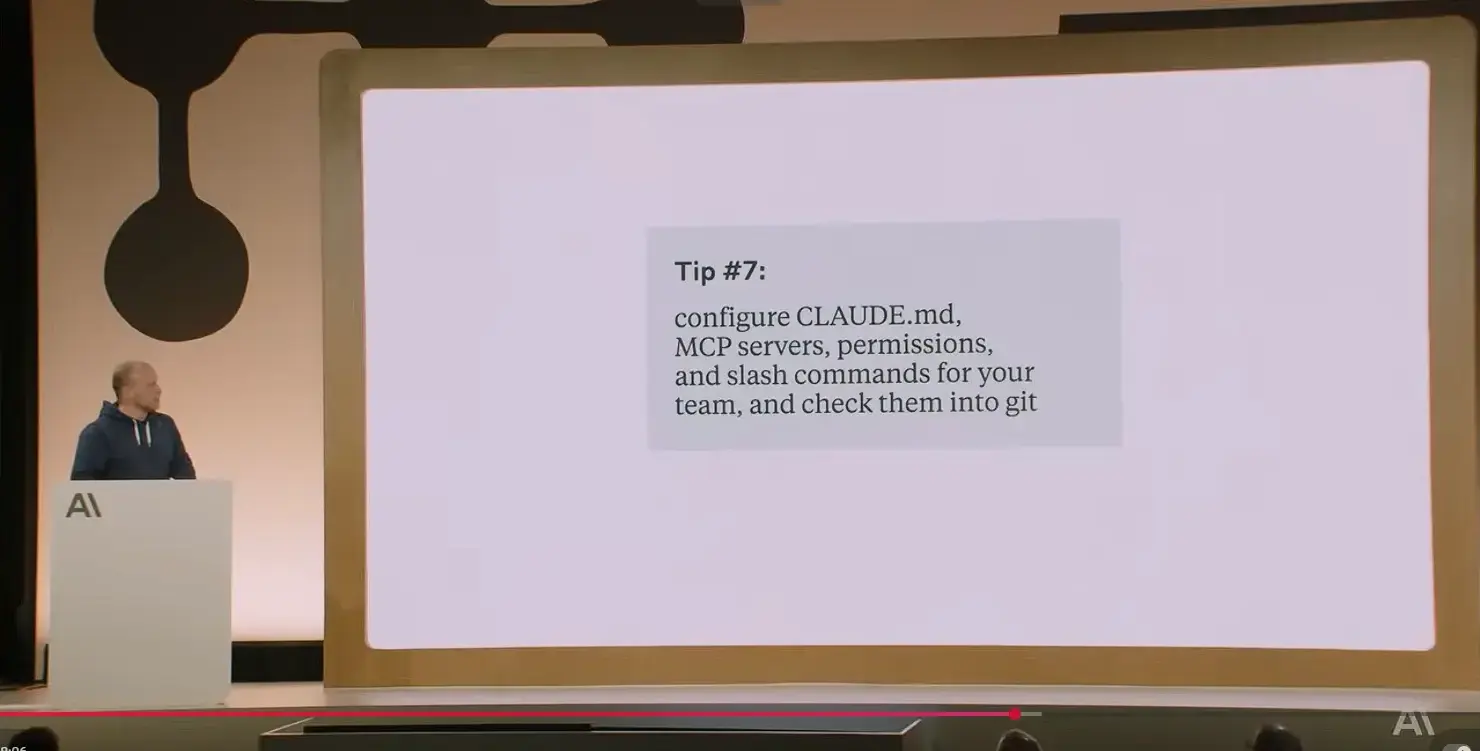 Tip #7:
configure CLAUDE.md,
MCP servers, permissions,
and slash commands for your
team, and check them into git
A\
A\